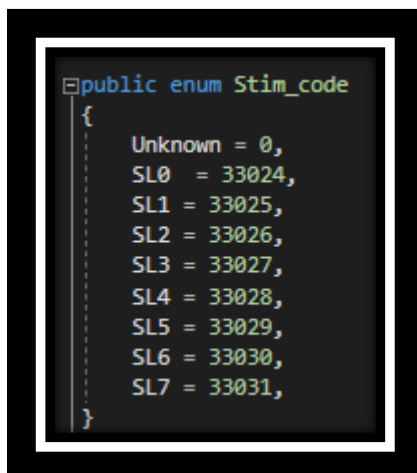 public enum Stim_code
{
Unknown = 0,
SL0  = 33024,
SL1 = 33025,
SL2 = 33026,
SL3 = 33027,
SL4 = 33028,
SL5 = 33029,
SL6 = 33030,
SL7 = 33031,
}